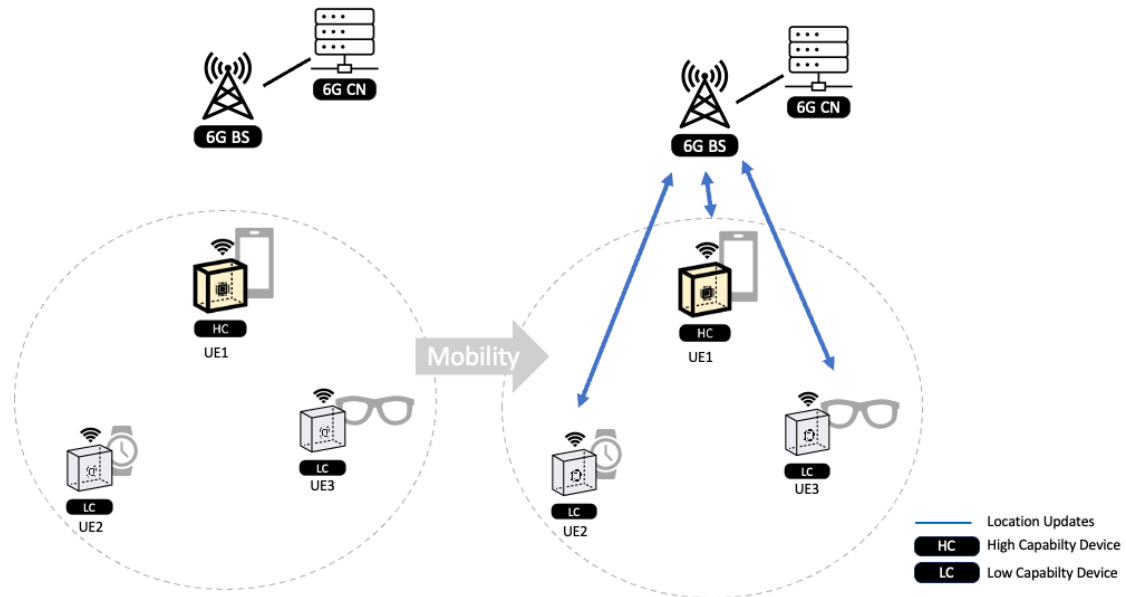 6G CN
6G BS
HC
UE1
LC
UE3
LC
UE2
Mobility
6G CN
6G BS
HC
UE1
LC
UE3
LC
UE2
Location Updates
HC High Capabilty Device
LC Low Capabilty Device